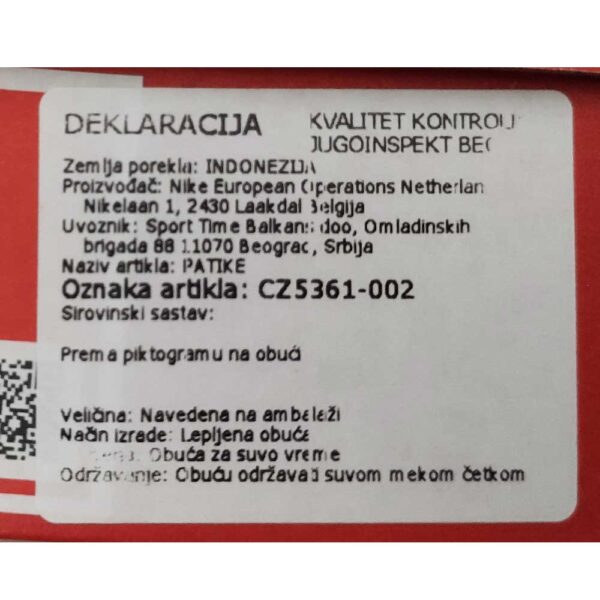 DEKLARACIJA
KVALITET KONTROLI
JUGOINSPEKT BEC
Zemlja porekla: INDONEZIJA
Proizvođač: Nike European Operations Netherlan
Nikelaan 1, 2430 Laakdal Belgija
Uvoznik: Sport Time Balkans doo, Omladinskih
brigada 88 11070 Beograd, Srbija
Naziv artikla: PATIKE
Oznaka artikla: CZ5361-002
Sirovinski sastav:
Prema piktogramu na obući
Veličina: Navedena na ambalaži
Način izrade: Lepljena obuća
Obuća za suvo vreme
Održavanje: Obuću održavati suvom mekom četkom